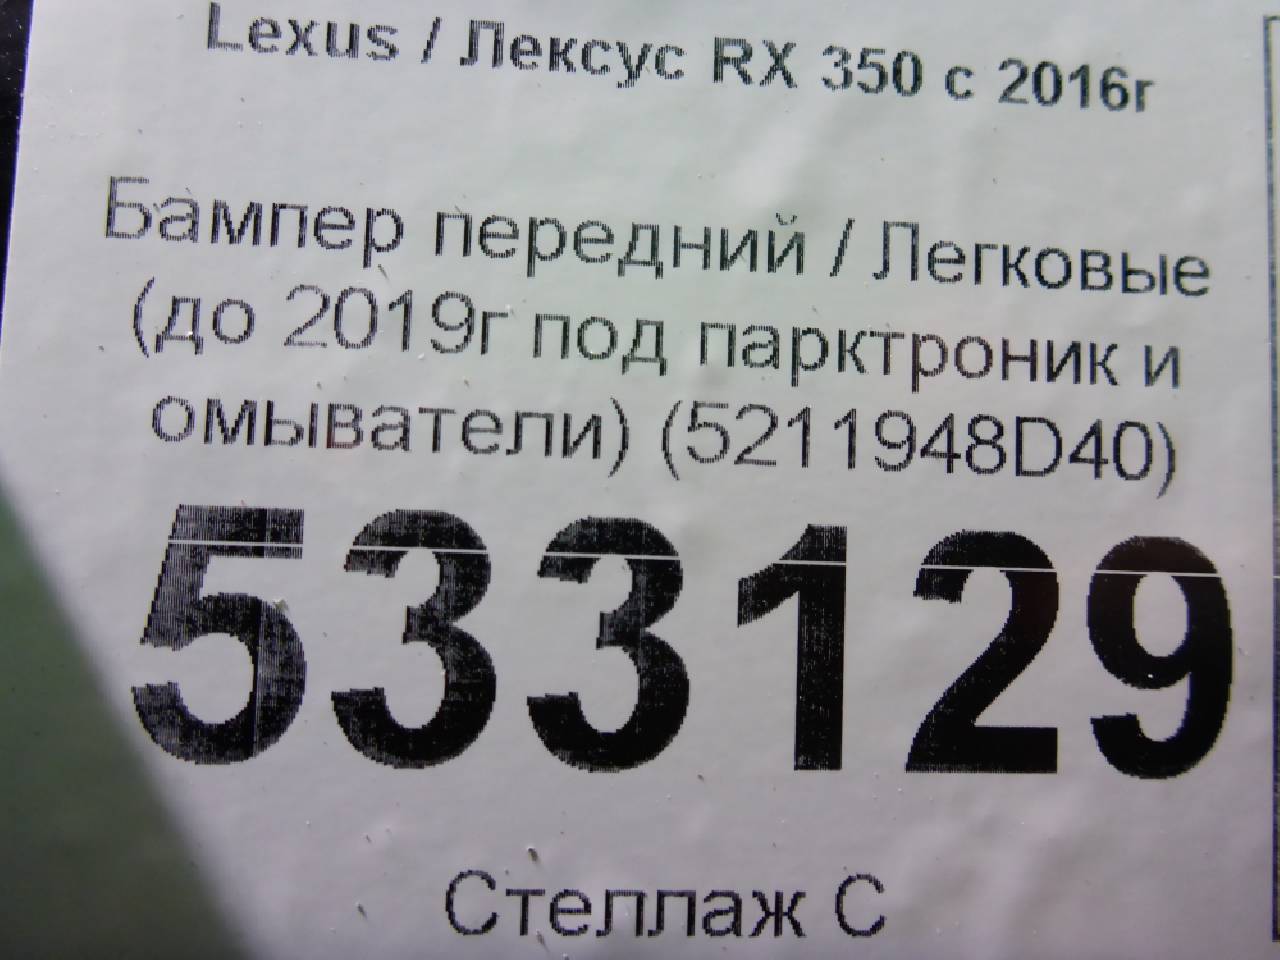 Lexus / Лексус RX 350 с 2016г
Бампер передний / Легковые
(до 2019г под парктроник и
омыватели) (5211948D40)
533129
Стеллаж С